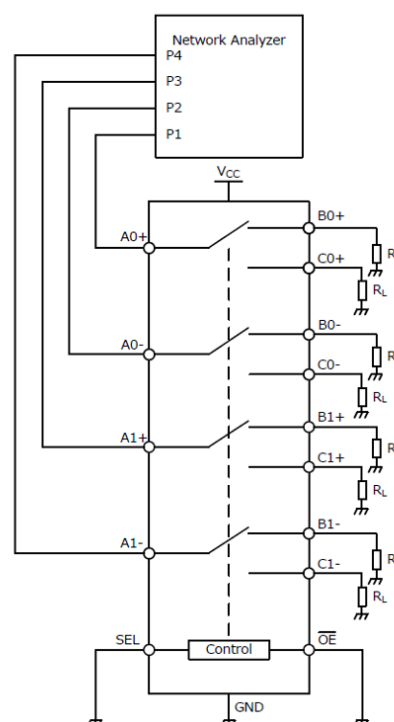 Network Analyzer
P4
P3
P2
P1
VCC
B0+
A0+
R
C0+
RL
B0-
A0-
R
C0-
RL
B1+
A1+
R
C1+
RL
B1-
A1-
R
C1-
RL
SEL
Control
OE
GND